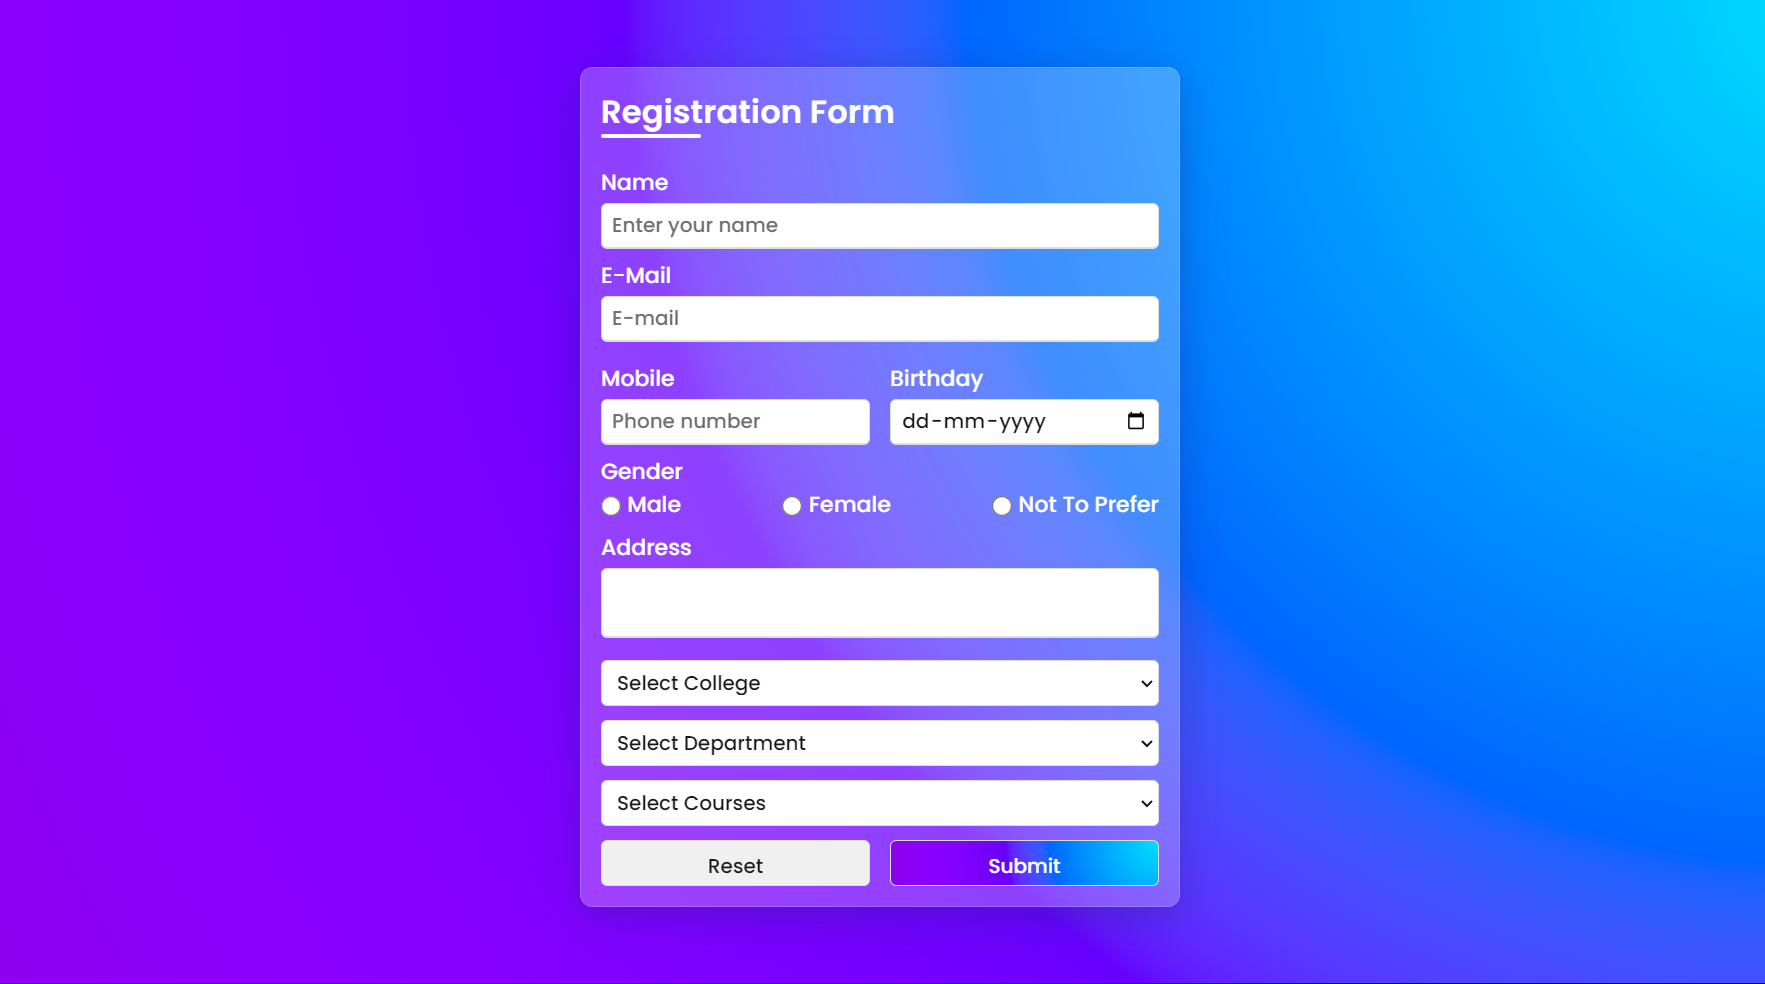 Registration Form
Name
Enter your name
E-Mail
E-mail
Mobile Birthday
Phone number dd-mm-yyyy
Gender
Male Female Not To Prefer
Address
Select College
Select Department
Select Courses
Reset Submit